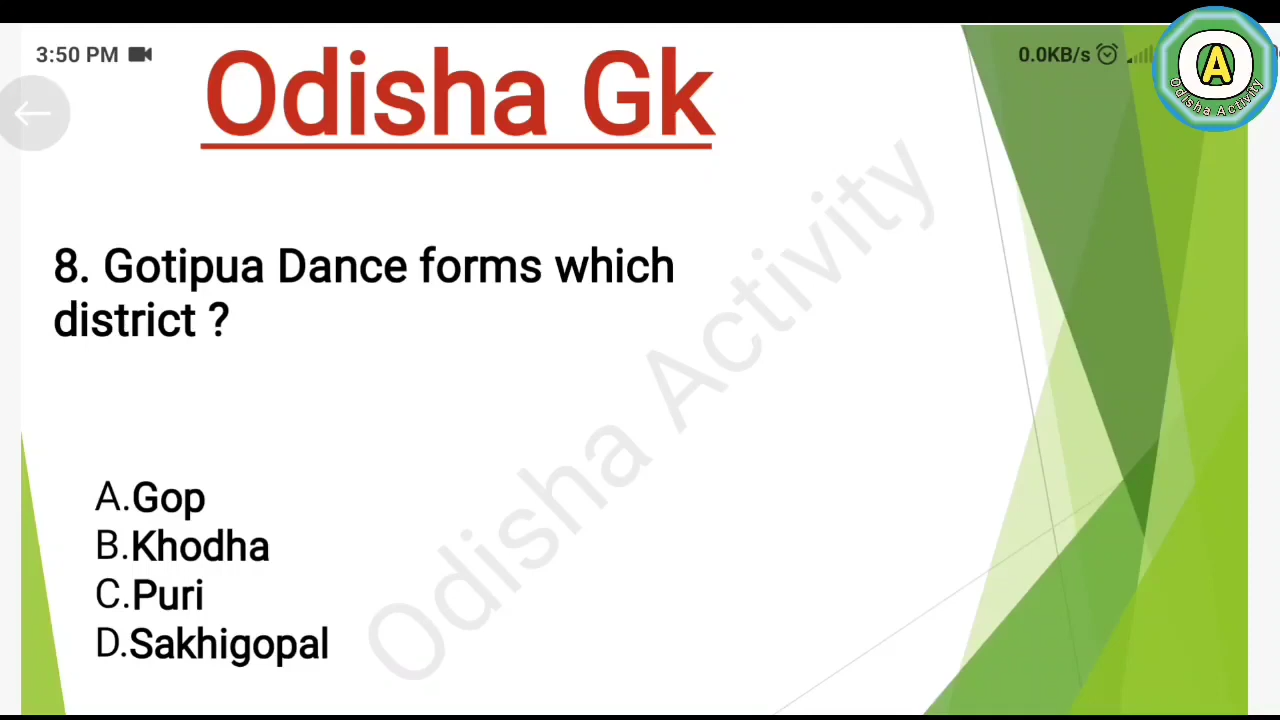 3:50 PM
0.0KB/s
A
Odisha Activity
Odisha Gk
8. Gotipua Dance forms which
district ?
A.Gop
B.Khodha
C.Puri
D.Sakhigopal
Odisha Activity